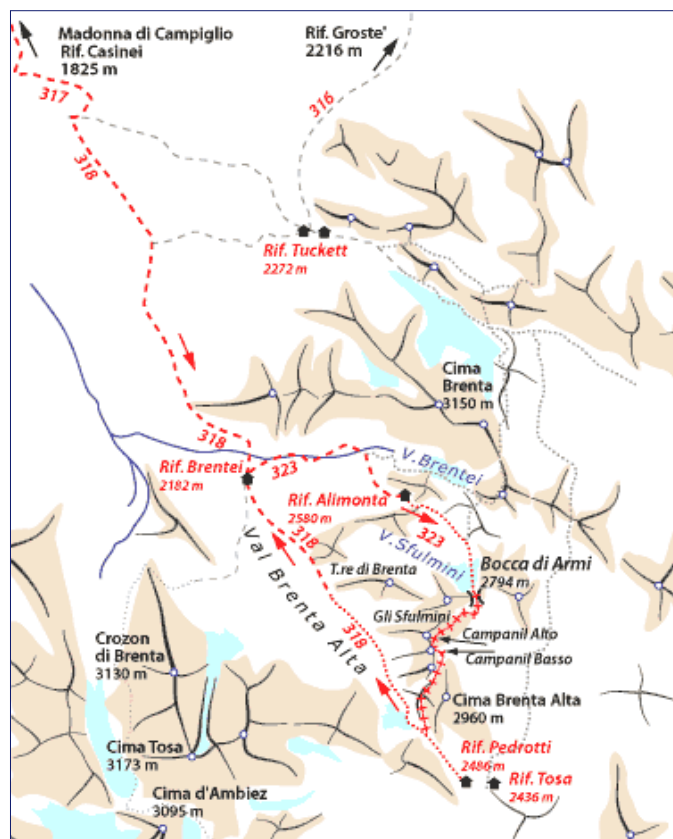 Madonna di Campiglio
Rif. Casinei
1825 m
Rif. Groste'
2216 m
317
316
318
Rif. Tuckett
2272 m
Cima
Brenta
3150 m
318
Rif. Brentei
2182 m
323
V.Brentei
Rif. Alimonta
2580 m
318
323
V.Sfulmini
Val Brenta Alta
T.re di Brenta
Bocca di Armi
2794 m
Gli Sfulmini
318
Campanil Alto
Campanil Basso
Crozon
di Brenta
3130 m
Cima Brenta Alta
2960 m
Cima Tosa
3173 m
Rif. Pedrotti
2486 m
Rif. Tosa
2436 m
Cima d'Ambiez
3095 m